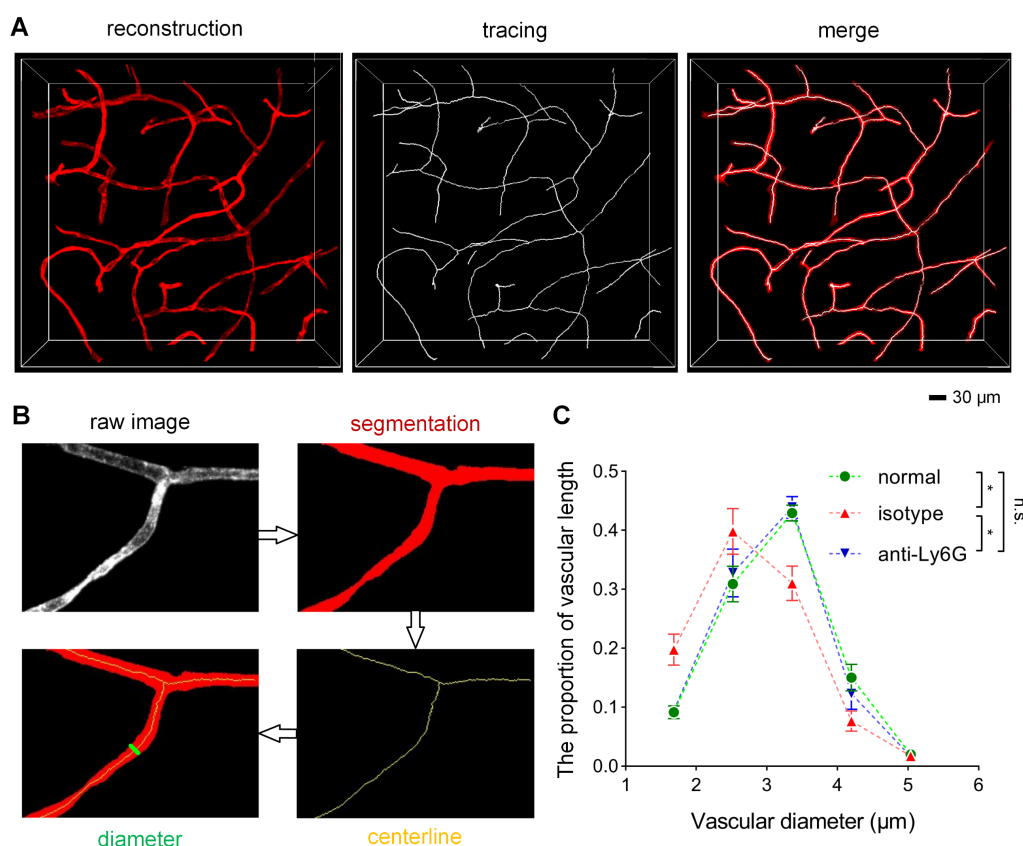 A
reconstruction
tracing
merge
30 µm
B
raw image
segmentation
diameter
centerline
C
The proportion of vascular length
0.5
0.4
0.3
0.2
0.1
0.0
1
2
3
4
5
6
Vascular diameter (µm)
normal
isotype
anti-Ly6G
*
*
n.s.